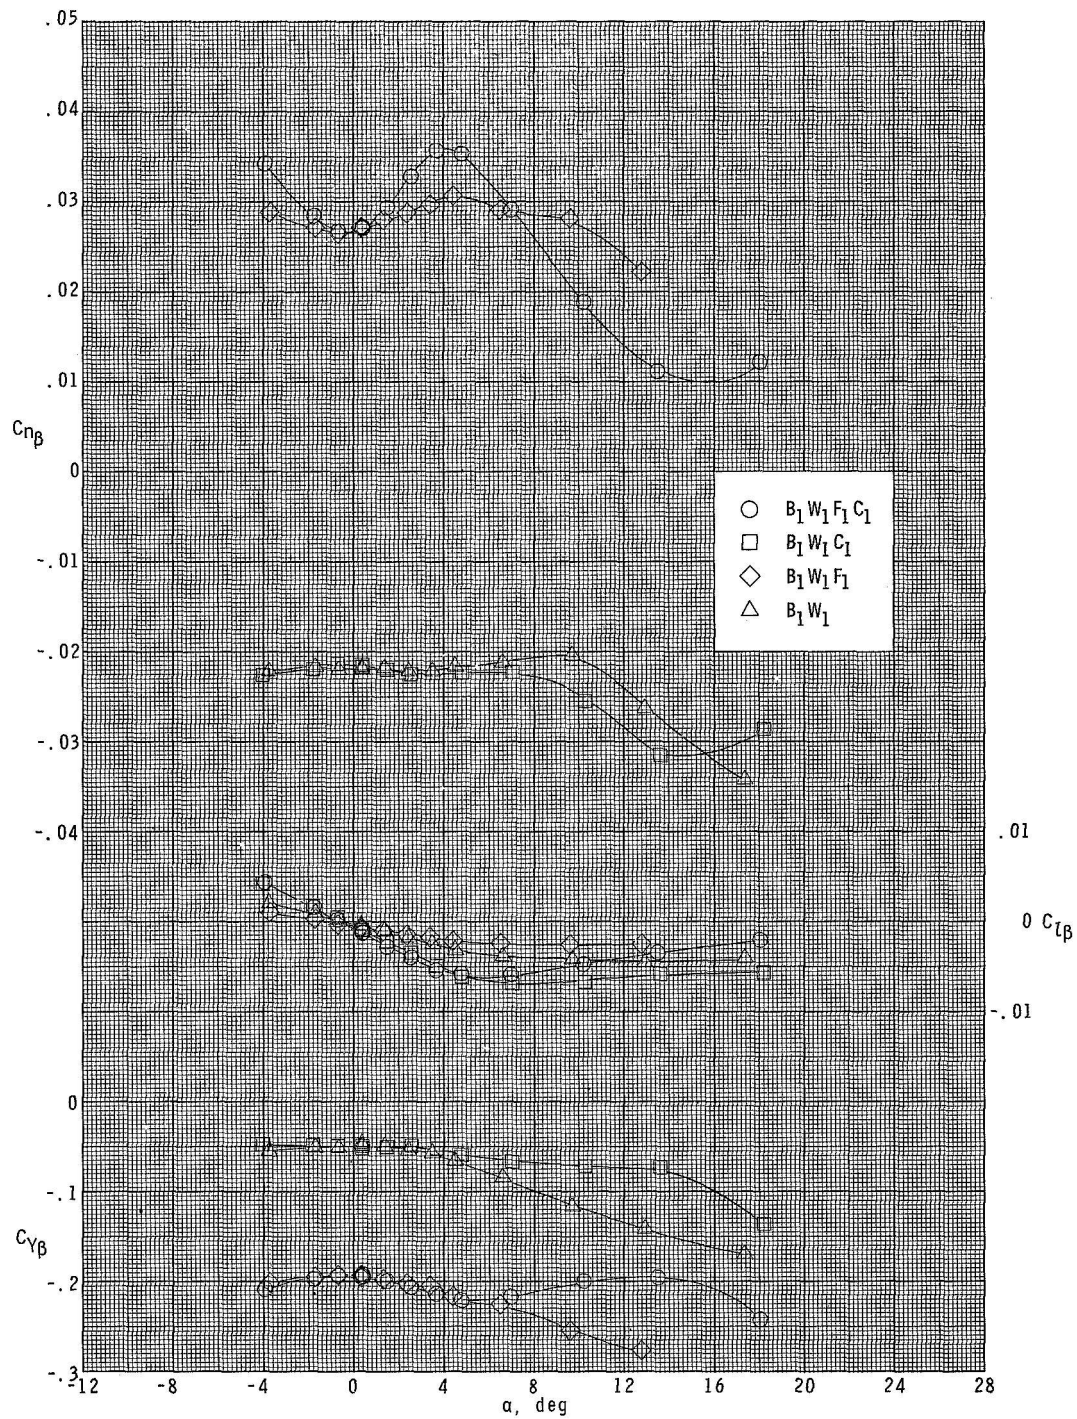 .05
.04
.03
.02
.01
Cnβ
0
-.01
-.02
-.03
-.04
B1 W1 F1 C1
B1 W1 C1
B1 W1 F1
B1 W1
.01
0 Clβ
-.01
0
-.1
CYβ
-.2
-.3
-12 -8 -4 0 4 8 12 16 20 24 28
α, deg